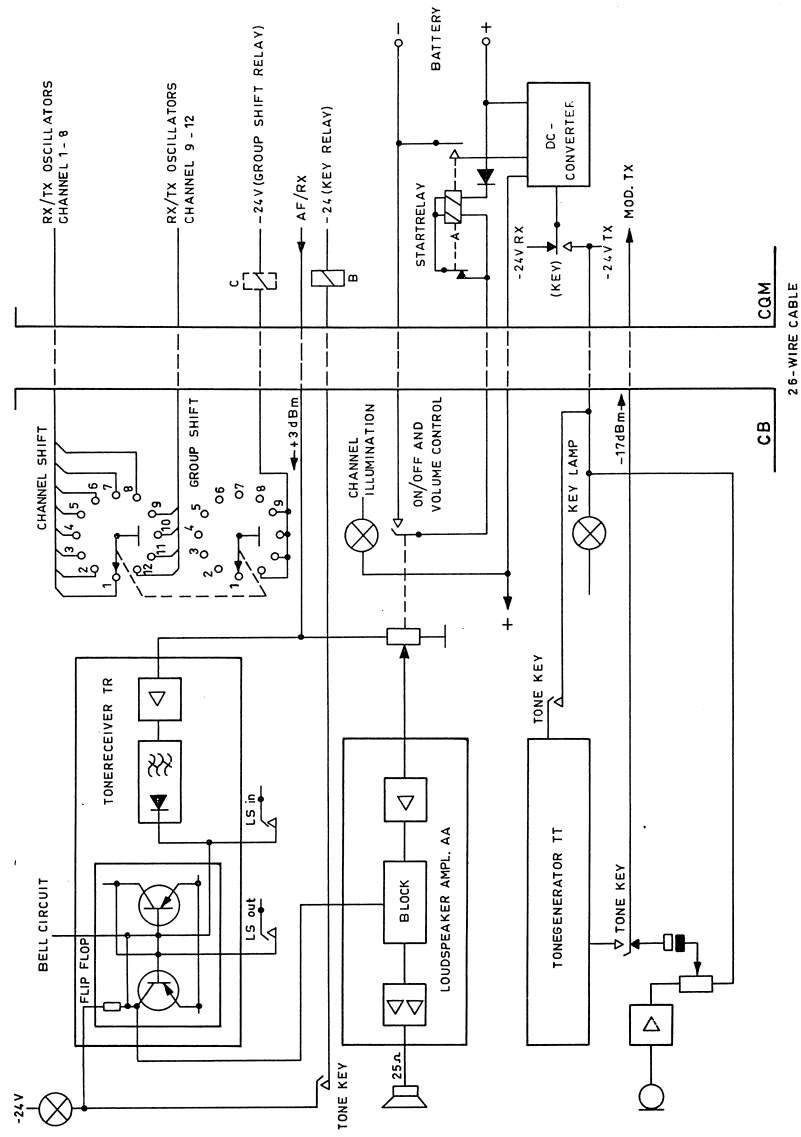 RX/TX OSCILLATORS
CHANNEL 1-8
RX/TX OSCILLATORS
CHANNEL 9-12
-24V (GROUP SHIFT RELAY)
AF/RX
-24 (KEY RELAY)
C
B
BATTERY
-
+
STARTRELAY
A
DC-
CONVERTER
-24V RX
(KEY)
-24V TX
MOD. TX
CQM
26-WIRE CABLE
CB
CHANNEL SHIFT
1
2
3
4
5
6
7
8
9
10
11
12
GROUP SHIFT
1
2
3
4
5
6
7
8
9
+3dBm
CHANNEL
ILLUMINATION
ON/OFF AND
VOLUME CONTROL
+
KEY LAMP
-17dBm
TONERECEIVER TR
LS in
LS out
BELL CIRCUIT
FLIP FLOP
-24V
TONE KEY
BLOCK
LOUDSPEAKER AMPL. AA
25Ω
TONE KEY
TONEGENERATOR TT
TONE KEY